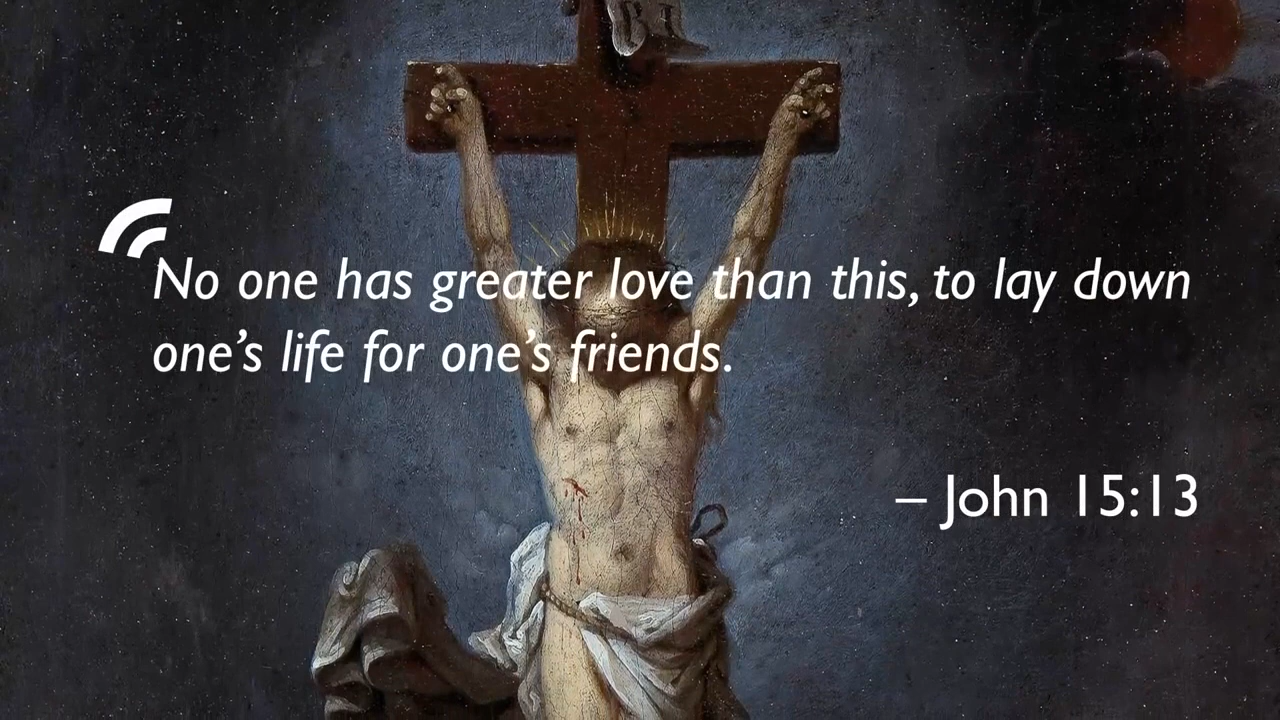 No one has greater love than this, to lay down
one’s life for one’s friends.
– John 15:13